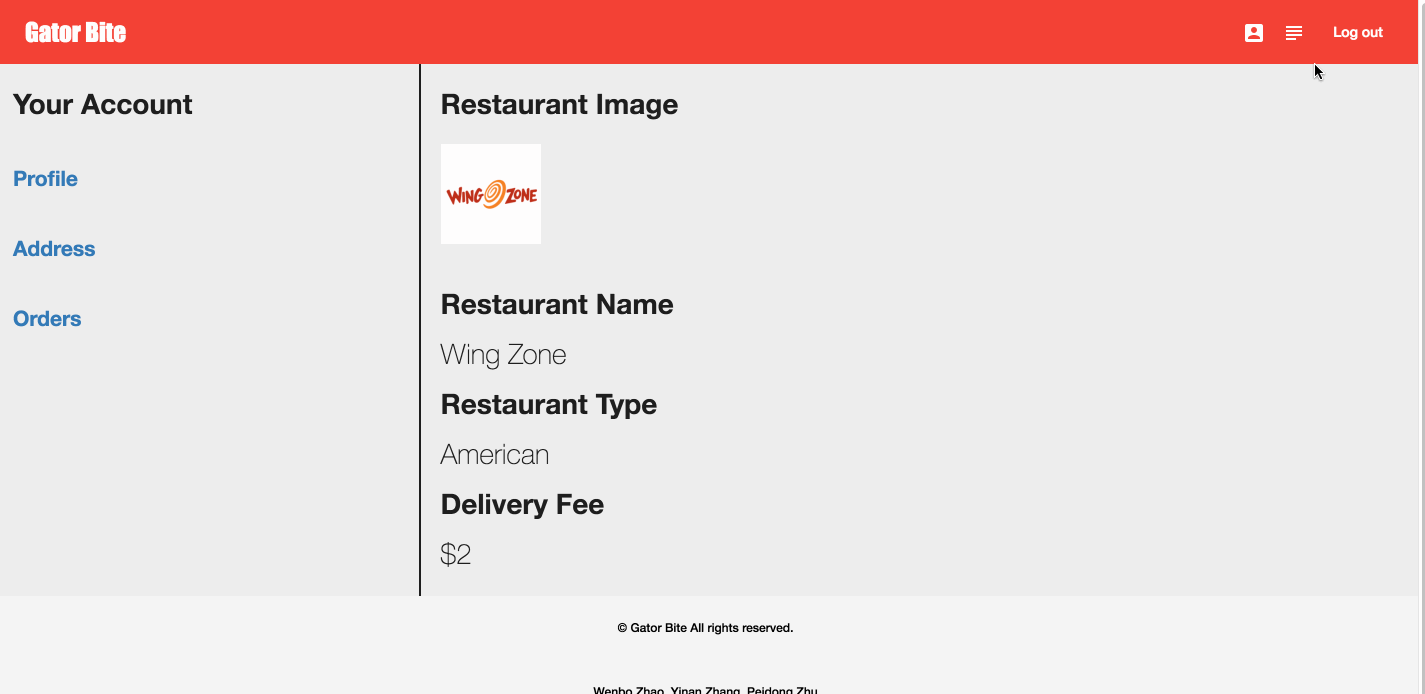 Gator Bite
Log out
Your Account
Profile
Address
Orders
Restaurant Image
WING ZONE
Restaurant Name
Wing Zone
Restaurant Type
American
Delivery Fee
$2
© Gator Bite All rights reserved.
Wenbo Zhao, Yinan Zhang, Peidong Zhu